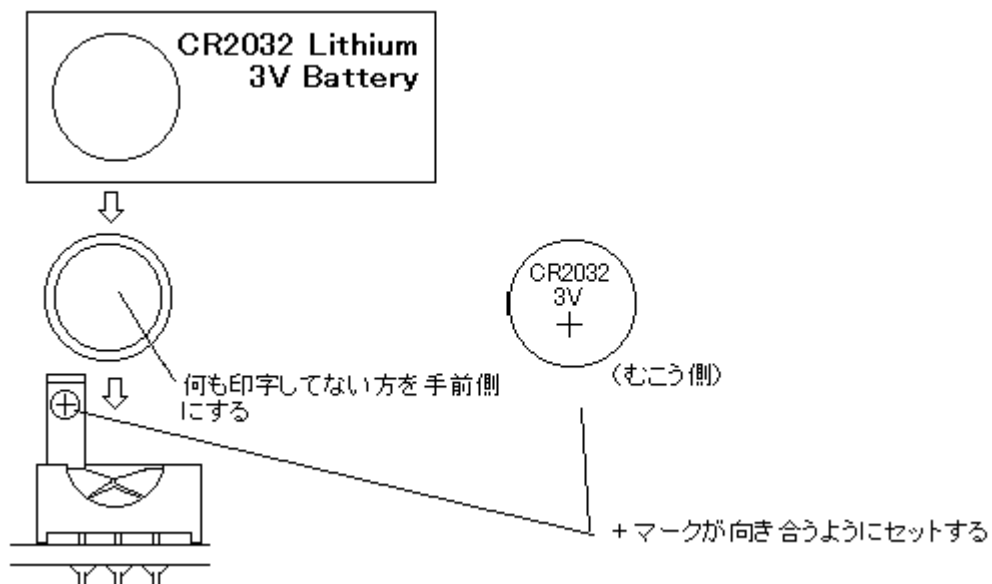 CR2032 Lithium
3V Battery
CR2032
3V
+
(むこう側)
何も印字してない方を手前側
にする
+マークが向き合うようにセットする